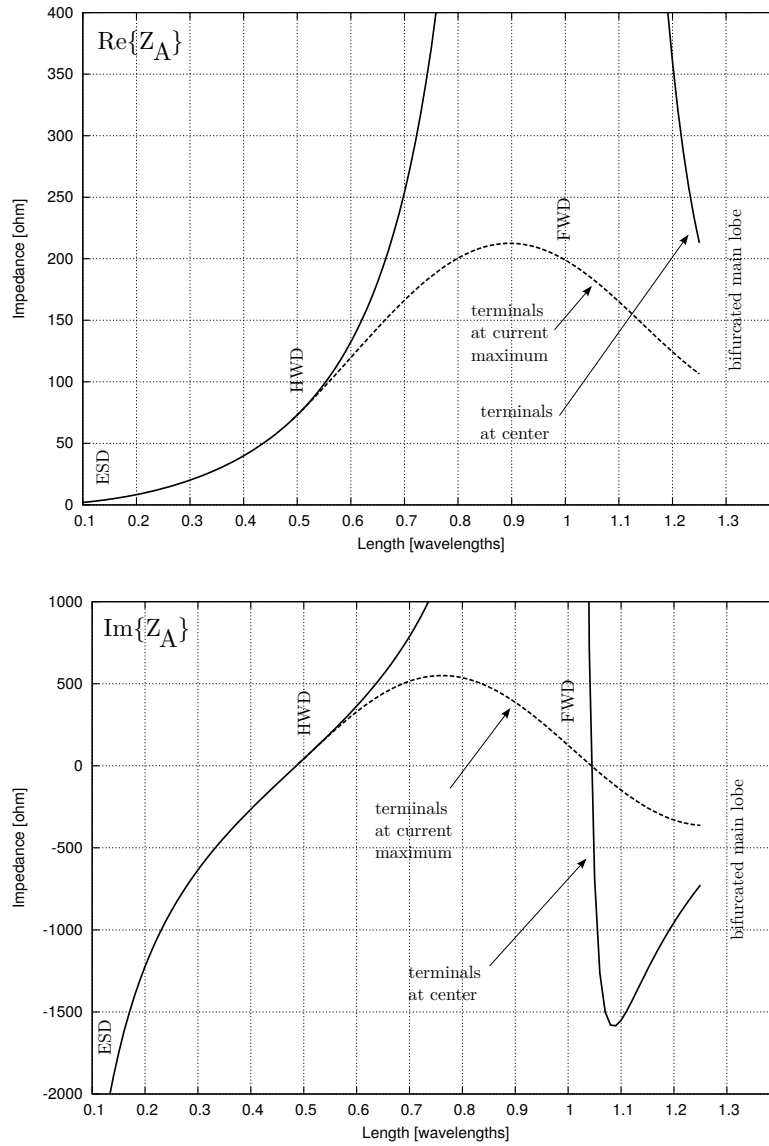 400
350
300
250
200
150
100
50
0
Impedance [ohm]
Re{Z_A}
ESD
HWD
FWD
terminals
at current
maximum
terminals
at center
bifurcated main lobe
0.1 0.2 0.3 0.4 0.5 0.6 0.7 0.8 0.9 1 1.1 1.2 1.3
Length [wavelengths]
1000
500
0
-500
-1000
-1500
-2000
Impedance [ohm]
Im{Z_A}
ESD
HWD
FWD
terminals
at current
maximum
terminals
at center
bifurcated main lobe
0.1 0.2 0.3 0.4 0.5 0.6 0.7 0.8 0.9 1 1.1 1.2 1.3
Length [wavelengths]